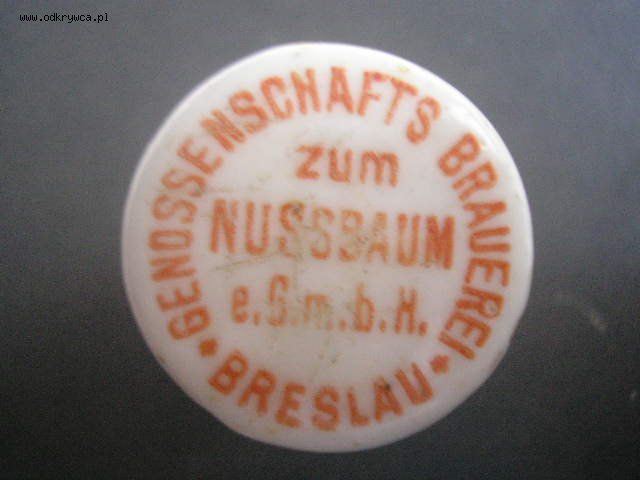 www.odkrywca.pl
GENOSSENSCHAFTS BRAUEREI
zum
NUSSBAUM
e.G.m.b.H.
* BRESLAU *